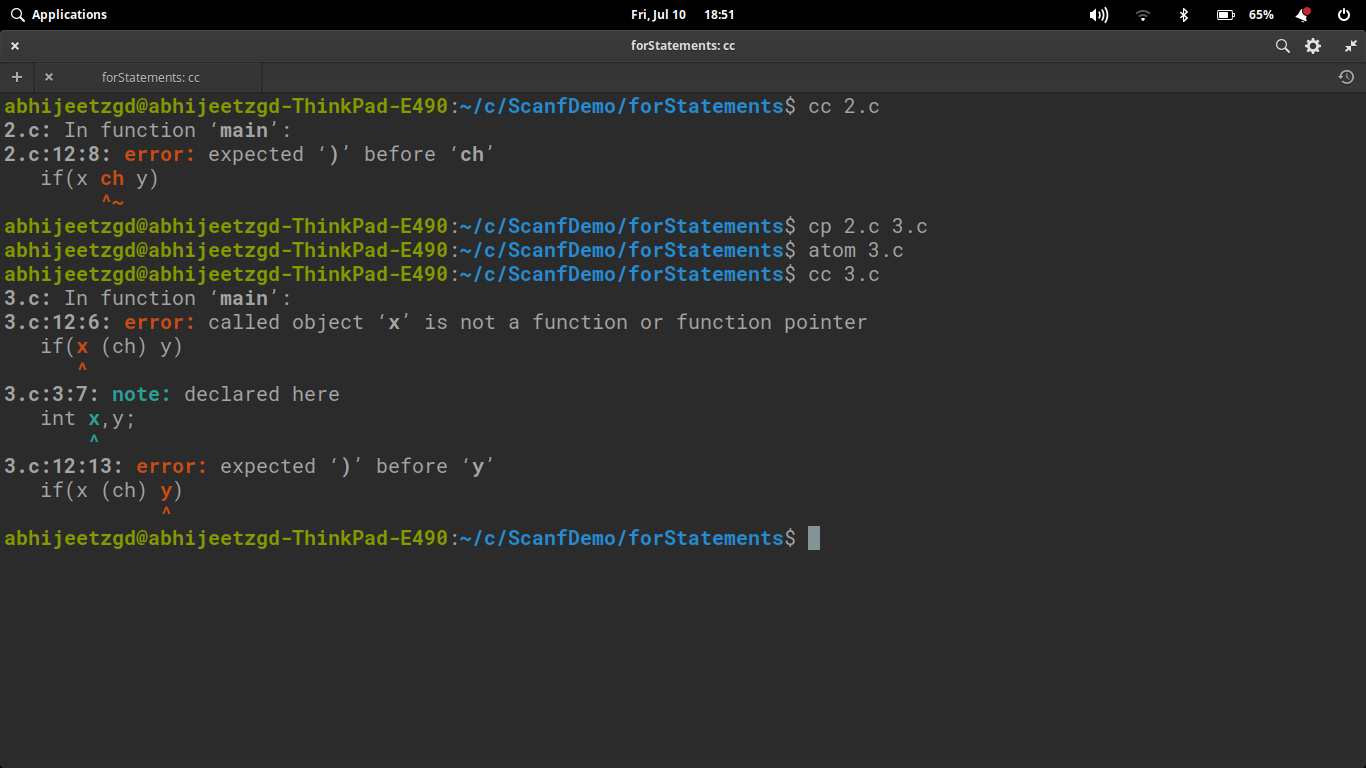 Applications
Fri, Jul 10 18:51
65%
forStatements: cc
forStatements: cc
abhijeetzgd@abhijeetzgd-ThinkPad-E490:~/c/ScanfDemo/forStatements$ cc 2.c
2.c: In function ‘main’:
2.c:12:8: error: expected ‘)’ before ‘ch’
   if(x ch y)
        ^~
abhijeetzgd@abhijeetzgd-ThinkPad-E490:~/c/ScanfDemo/forStatements$ cp 2.c 3.c
abhijeetzgd@abhijeetzgd-ThinkPad-E490:~/c/ScanfDemo/forStatements$ atom 3.c
abhijeetzgd@abhijeetzgd-ThinkPad-E490:~/c/ScanfDemo/forStatements$ cc 3.c
3.c: In function ‘main’:
3.c:12:6: error: called object ‘x’ is not a function or function pointer
   if(x (ch) y)
      ^
3.c:3:7: note: declared here
   int x,y;
       ^
3.c:12:13: error: expected ‘)’ before ‘y’
   if(x (ch) y)
             ^
abhijeetzgd@abhijeetzgd-ThinkPad-E490:~/c/ScanfDemo/forStatements$